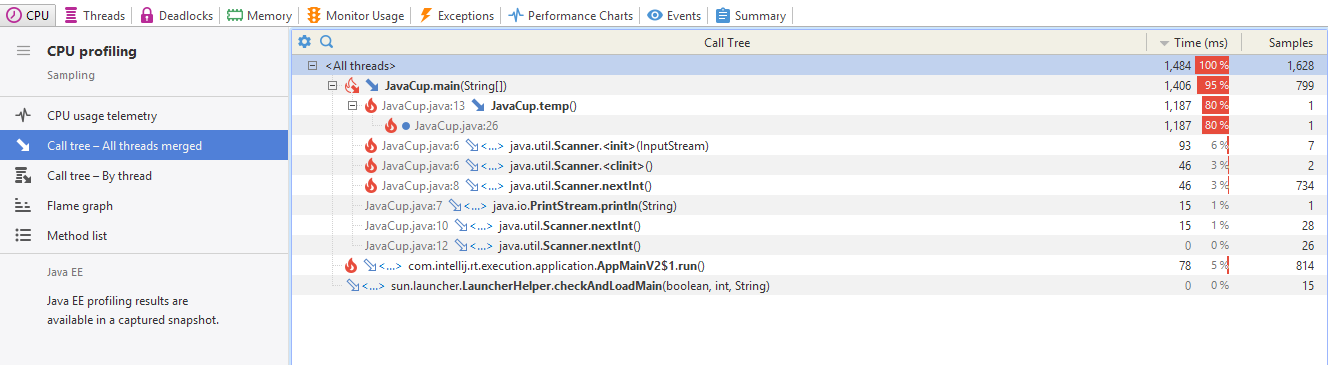 CPU Threads Deadlocks Memory Monitor Usage Exceptions Performance Charts Events Summary
CPU profiling
Sampling
CPU usage telemetry
Call tree – All threads merged
Call tree – By thread
Flame graph
Method list
Java EE
Java EE profiling results are
available in a captured snapshot.
Call Tree Time (ms) Samples
<All threads> 1,484 100 % 1,628
JavaCup.main(String[]) 1,406 95 % 799
JavaCup.java:13 JavaCup.temp() 1,187 80 % 1
JavaCup.java:26 1,187 80 % 1
JavaCup.java:6 <...> java.util.Scanner.<init>(InputStream) 93 6 % 7
JavaCup.java:6 <...> java.util.Scanner.<clinit>() 46 3 % 2
JavaCup.java:8 <...> java.util.Scanner.nextInt() 46 3 % 734
JavaCup.java:7 <...> java.io.PrintStream.println(String) 15 1 % 1
JavaCup.java:10 <...> java.util.Scanner.nextInt() 15 1 % 28
JavaCup.java:12 <...> java.util.Scanner.nextInt() 0 0 % 26
<...> com.intellij.rt.execution.application.AppMainV2$1.run() 78 5 % 814
<...> sun.launcher.LauncherHelper.checkAndLoadMain(boolean, int, String) 0 0 % 15